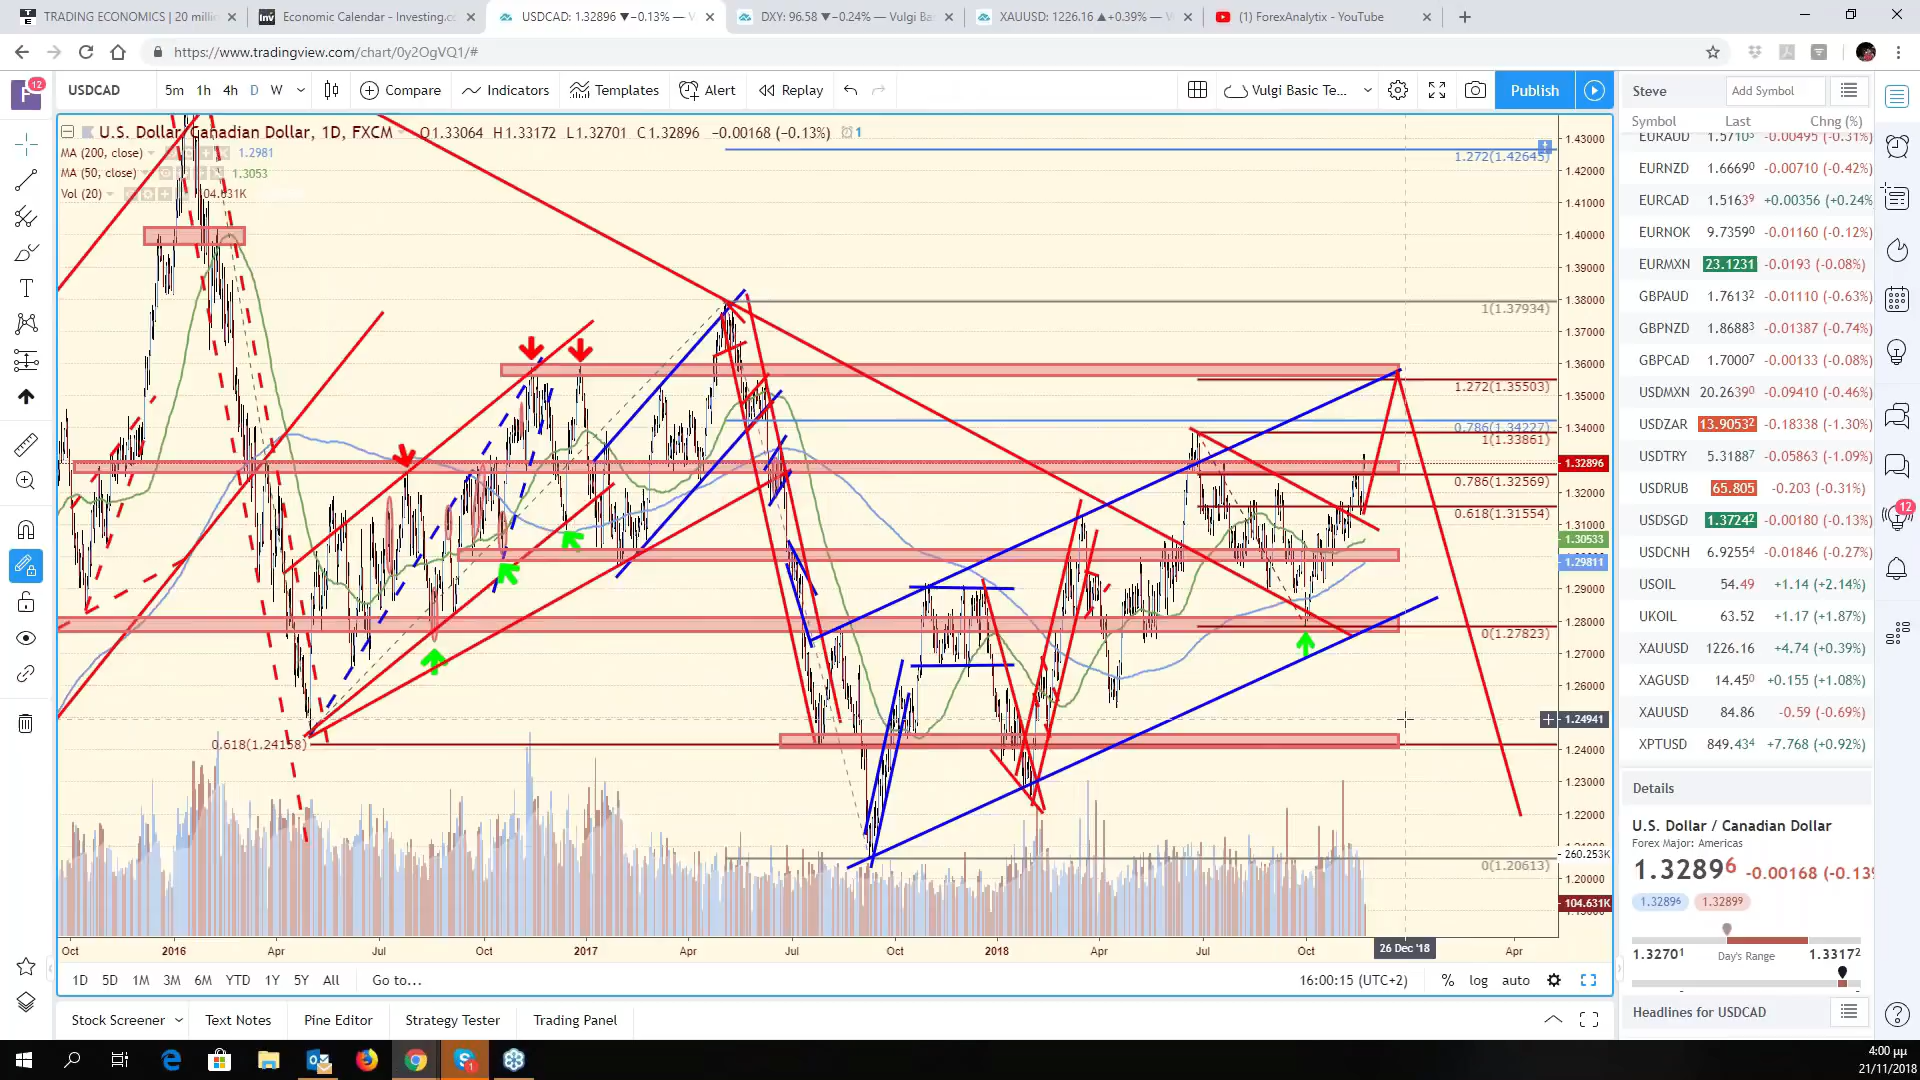 TRADING ECONOMICS | 20 milli
Economic Calendar - Investing.co
USDCAD: 1.32896 ▼−0.13% — V
DXY: 96.58 ▼−0.24% — Vulgi Ba
XAUUSD: 1226.16 ▲+0.39% — V
(1) ForexAnalytix - YouTube
https://www.tradingview.com/chart/0y2OgVQ1/#
12
USDCAD
5m 1h 4h D W
Compare
Indicators
Templates
Alert
Replay
Vulgi Basic Te...
Publish
Steve
Add Symbol
Symbol Last Chng (%)
U.S. Dollar/Canadian Dollar, 1D, FXCM O1.33064 H1.33172 L1.32701 C1.32896 −0.00168 (−0.13%) 1
MA (200, close) 1.2981
MA (50, close) 1.3053
Vol (20) 104.631K
1.272(1.42645)
1(1.37934)
1.272(1.35503)
0.786(1.34227)
1(1.33861)
0.786(1.32569)
0.618(1.31554)
0(1.27823)
0.618(1.24158)
0(1.20613)
1.43000
1.42000
1.41000
1.40000
1.39000
1.38000
1.37000
1.36000
1.35000
1.34000
1.32896
1.32000
1.31000
1.30533
1.29811
1.29000
1.28000
1.27000
1.26000
1.24941
1.24000
1.23000
1.22000
260.253K
1.20000
104.631K
Oct 2016 Apr Jul Oct 2017 Apr Jul Oct 2018 Apr Jul Oct 26 Dec '18 Apr
1D 5D 1M 3M 6M YTD 1Y 5Y All Go to...
16:00:15 (UTC+2) % log auto
Stock Screener Text Notes Pine Editor Strategy Tester Trading Panel
EURAUD 1.57103 -0.00495 (-0.31%)
EURNZD 1.66690 -0.00710 (-0.42%)
EURCAD 1.51639 +0.00356 (+0.24%
EURNOK 9.73590 -0.01160 (-0.12%)
EURMXN 23.1231 -0.0193 (-0.08%)
GBPAUD 1.76132 -0.01110 (-0.63%)
GBPNZD 1.86883 -0.01387 (-0.74%)
GBPCAD 1.70007 -0.00133 (-0.08%)
USDMXN 20.26390 -0.09410 (-0.46%)
USDZAR 13.90532 -0.18338 (-1.30%)
USDTRY 5.31887 -0.05863 (-1.09%)
USDRUB 65.805 -0.203 (-0.31%)
USDSGD 1.37242 -0.00180 (-0.13%)
USDCNH 6.92554 -0.01846 (-0.27%)
USOIL 54.49 +1.14 (+2.14%)
UKOIL 63.52 +1.17 (+1.87%)
XAUUSD 1226.16 +4.74 (+0.39%)
XAGUSD 14.450 +0.155 (+1.08%)
XAUUSD 84.86 -0.59 (-0.69%)
XPTUSD 849.434 +7.768 (+0.92%)
Details
U.S. Dollar / Canadian Dollar
Forex Major: Americas
1.32896 -0.00168 (-0.13%
1.32896 1.32899
1.32701 Day's Range 1.33172
Headlines for USDCAD
12
1
4:00 μμ
21/11/2018